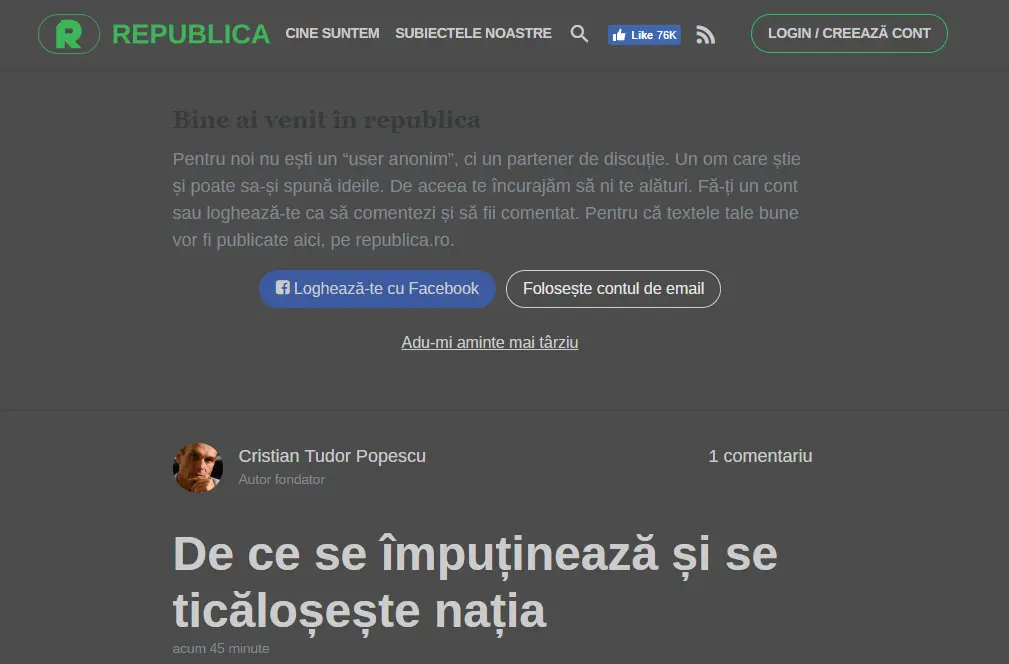 R REPUBLICA CINE SUNTEM SUBIECTELE NOASTRE Like 76K LOGIN / CREEAZĂ CONT
Bine ai venit în republica
Pentru noi nu ești un “user anonim”, ci un partener de discuție. Un om care știe
și poate sa-și spună ideile. De aceea te încurajăm să ni te alături. Fă-ți un cont
sau loghează-te ca să comentezi și să fii comentat. Pentru că textele tale bune
vor fi publicate aici, pe republica.ro.
Loghează-te cu Facebook Folosește contul de email
Adu-mi aminte mai târziu
Cristian Tudor Popescu 1 comentariu
Autor fondator
De ce se împuținează și se
ticăloșește nația
acum 45 minute